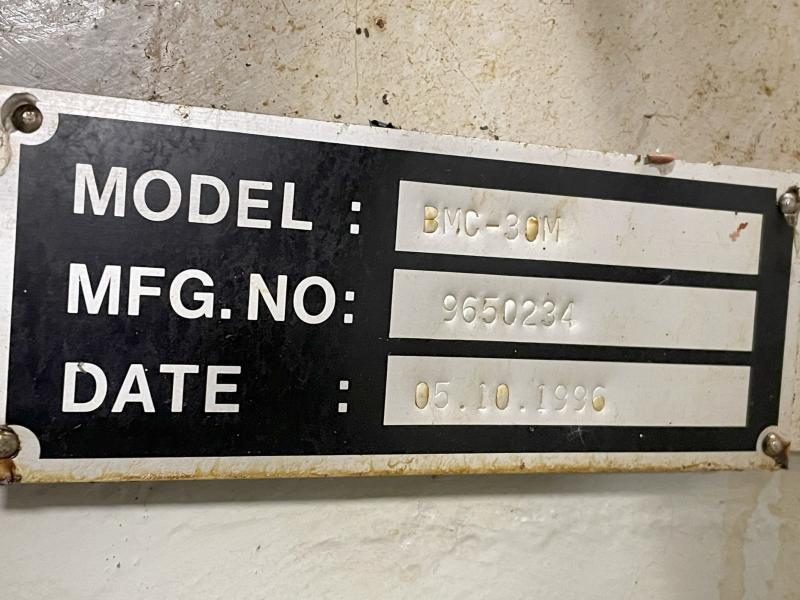 MODEL : BMC-30M
MFG. NO: 9650234
DATE : 05.10.1996